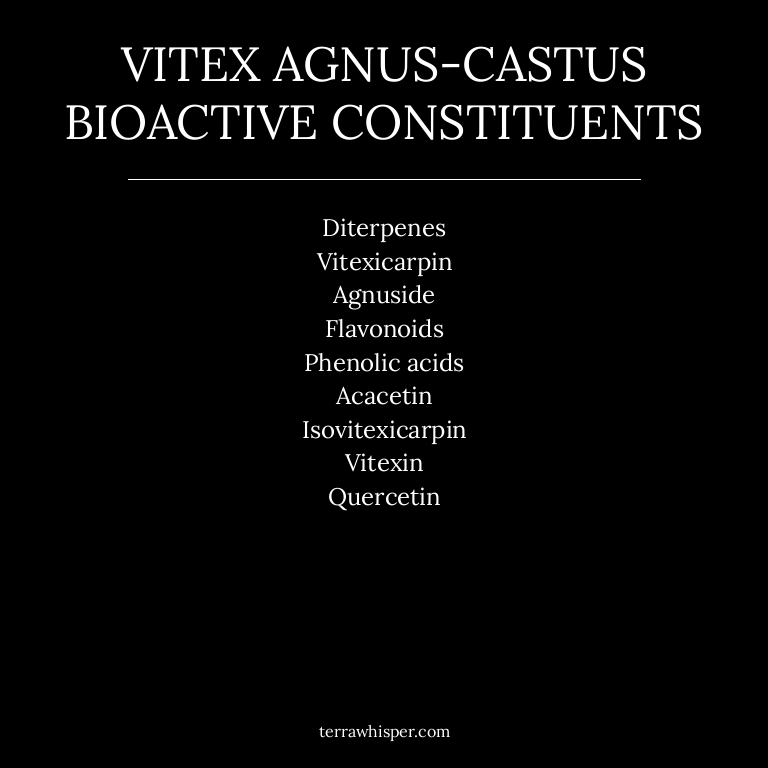 VITEX AGNUS-CASTUS
BIOACTIVE CONSTITUENTS
Diterpenes
Vitexicarpin
Agnuside
Flavonoids
Phenolic acids
Acacetin
Isovitexicarpin
Vitexin
Quercetin
terrawhisper.com